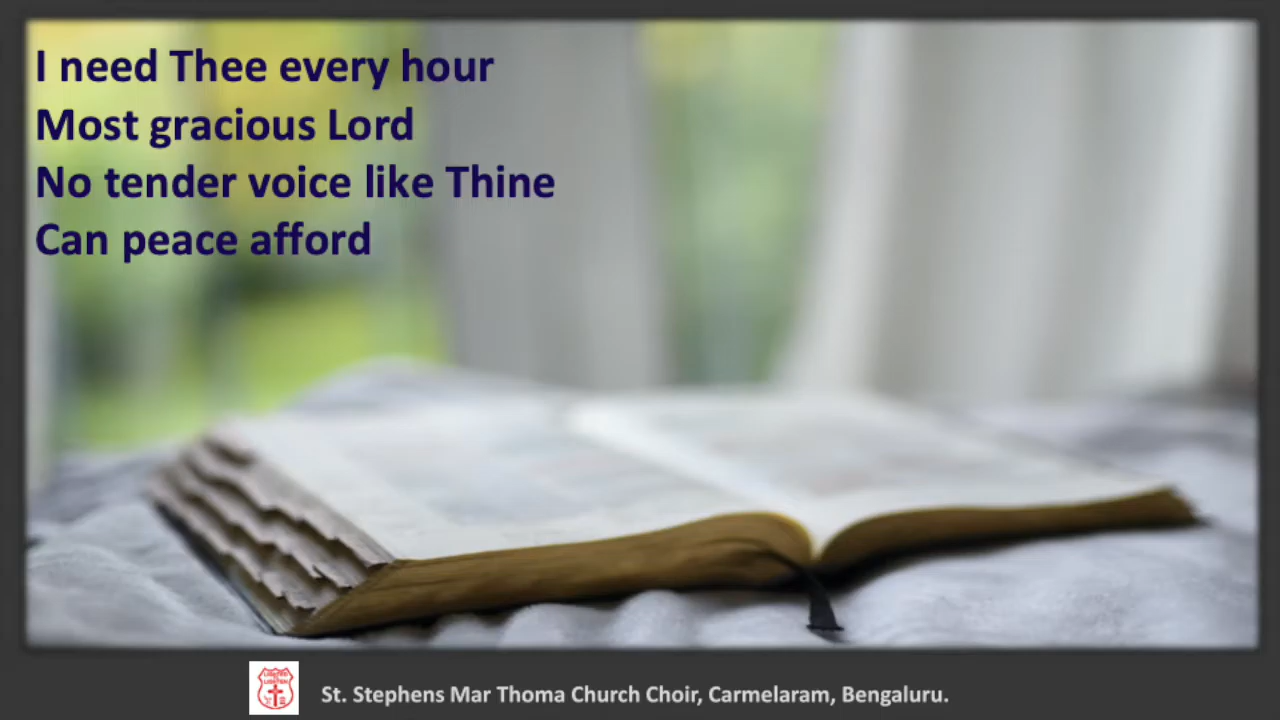 I need Thee every hour
Most gracious Lord
No tender voice like Thine
Can peace afford
St. Stephens Mar Thoma Church Choir, Carmelaram, Bengaluru.